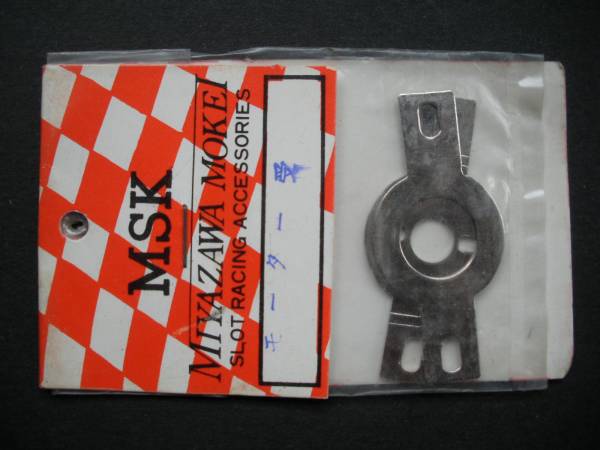 MSK
MIYAZAWA MOKEI
SLOT RACING ACCESSORIES
モーター受